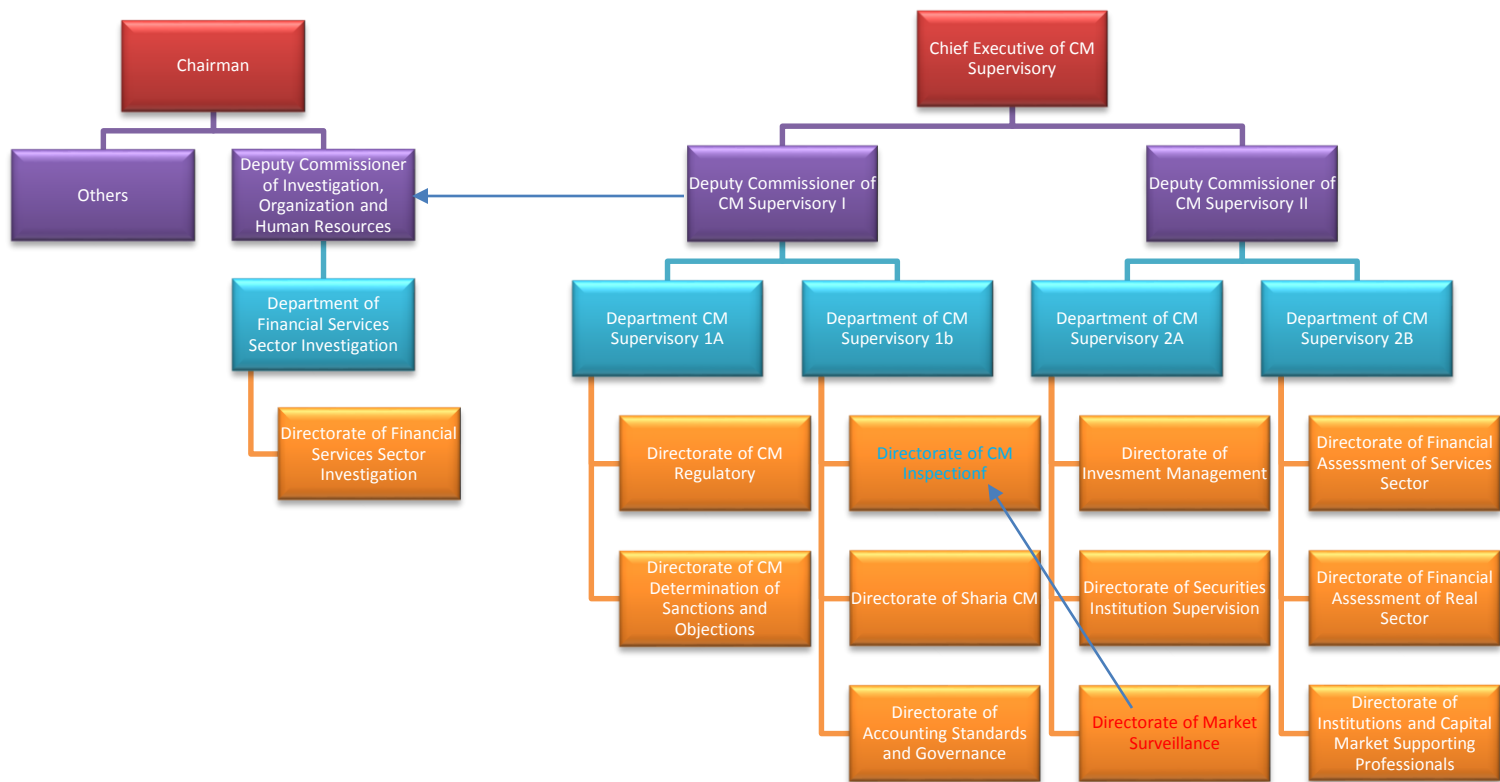 Chairman
Chief Executive of CM
Supervisory
Others
Deputy Commissioner
of Investigation,
Organization and
Human Resources
Deputy Commissioner of
CM Supervisory I
Deputy Commissioner of
CM Supervisory II
Department of
Financial Services
Sector Investigation
Department CM
Supervisory 1A
Department of CM
Supervisory 1b
Department of CM
Supervisory 2A
Department of CM
Supervisory 2B
Directorate of Financial
Services Sector
Investigation
Directorate of CM
Regulatory
Directorate of CM
Inspectionf
Directorate of
Invesment Management
Directorate of Financial
Assessment of Services
Sector
Directorate of CM
Determination of
Sanctions and
Objections
Directorate of Sharia CM
Directorate of Securities
Institution Supervision
Directorate of Financial
Assessment of Real
Sector
Directorate of
Accounting Standards
and Governance
Directorate of Market
Surveillance
Directorate of
Institutions and Capital
Market Supporting
Professionals